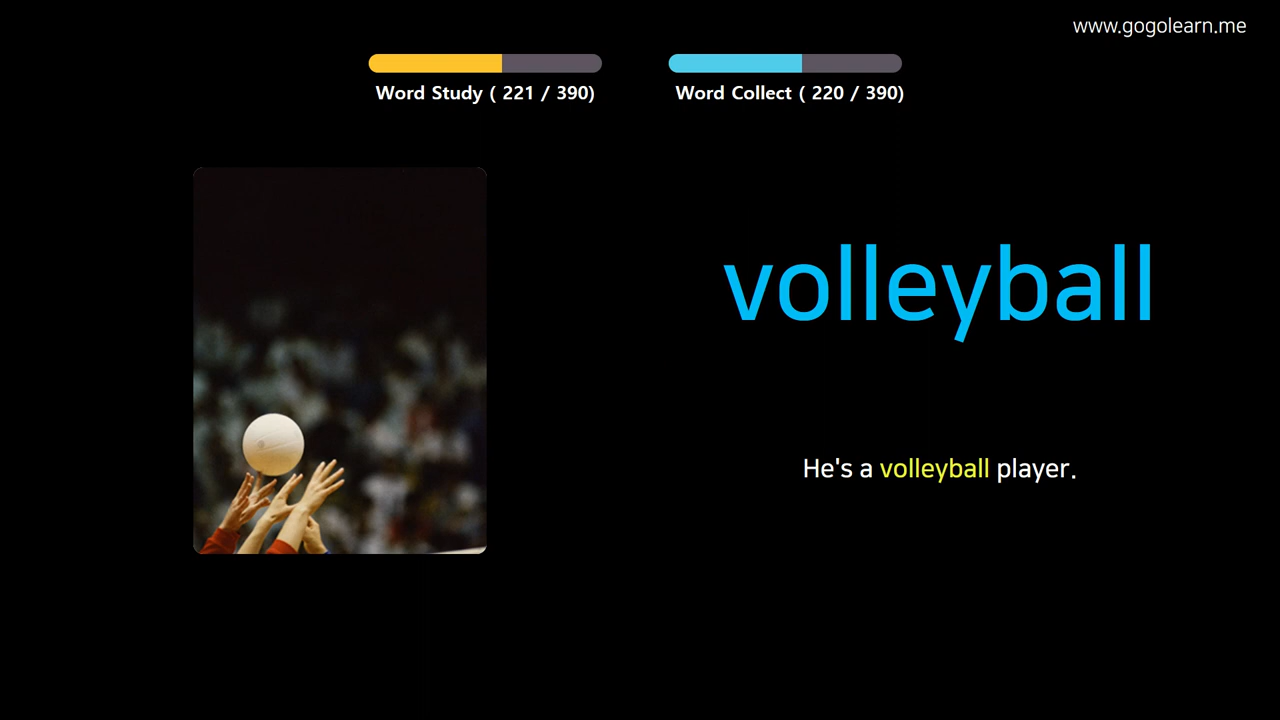 www.gogolearn.me
Word Study ( 221 / 390)
Word Collect ( 220 / 390)
volleyball
He's a volleyball player.